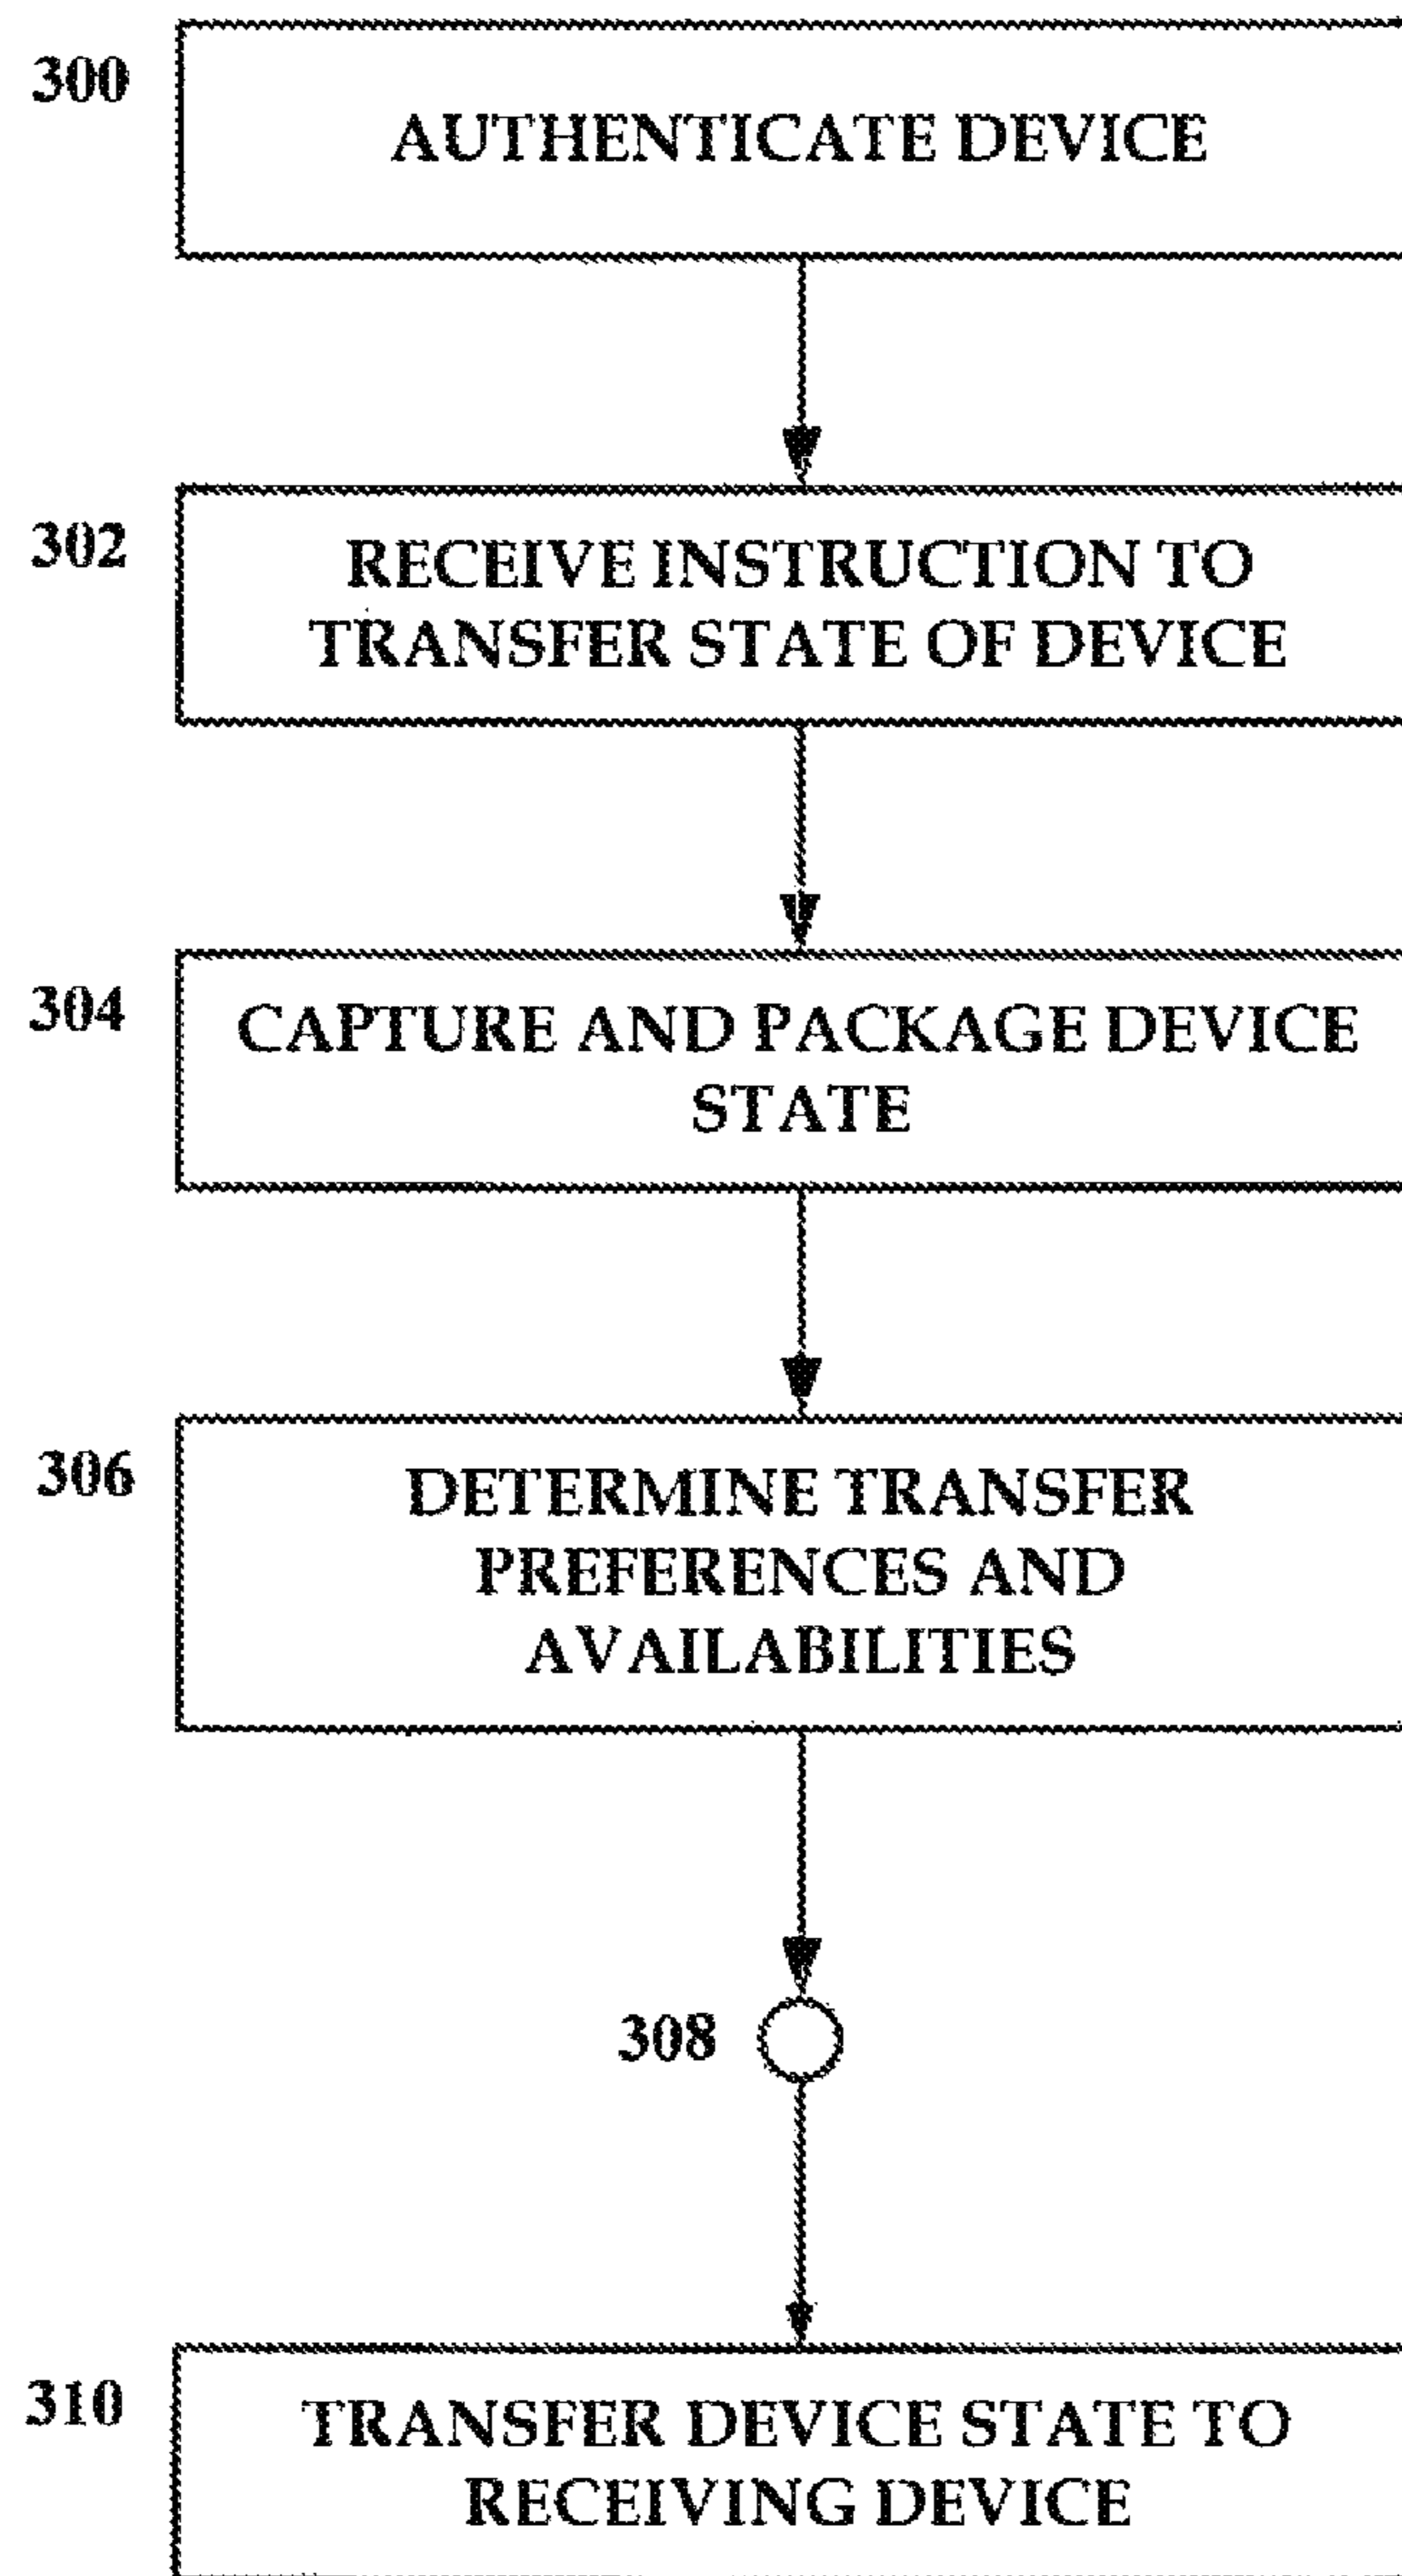 300
AUTHENTICATE DEVICE
302
RECEIVE INSTRUCTION TO
TRANSFER STATE OF DEVICE
304
CAPTURE AND PACKAGE DEVICE
STATE
306
DETERMINE TRANSFER
PREFERENCES AND
AVAILABILITIES
308
310
TRANSFER DEVICE STATE TO
RECEIVING DEVICE